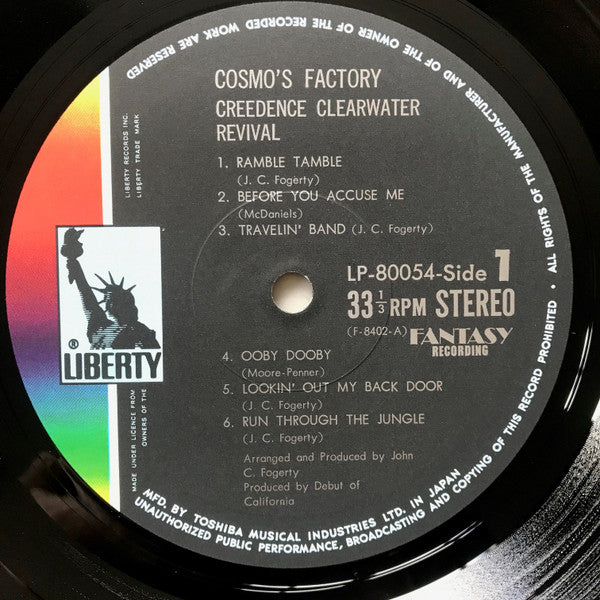 COSMO'S FACTORY
CREEDENCE CLEARWATER
REVIVAL
1. RAMBLE TAMBLE
(J. C. Fogerty)
2. BEFORE YOU ACCUSE ME
(McDaniels)
3. TRAVELIN' BAND (J. C. Fogerty)
LP-80054-Side 1
33 1/3 RPM STEREO
(F-8402-A) FANTASY
RECORDING
4. OOBY DOOBY
(Moore-Penner)
5. LOOKIN' OUT MY BACK DOOR
(J. C. Fogerty)
6. RUN THROUGH THE JUNGLE
(J. C. Fogerty)
Arranged and Produced by John
C. Fogerty
Produced by Debut of
California
LIBERTY RECORDS INC.
LIBERTY TRADE MARK
®
LIBERTY
MADE UNDER LICENCE FROM
OWNERS OF THE
MFD. BY TOSHIBA MUSICAL INDUSTRIES LTD. IN JAPAN
UNAUTHORIZED PUBLIC PERFORMANCE, BROADCASTING AND COPYING OF THIS RECORD PROHIBITED • ALL RIGHTS OF THE MANUFACTURER AND OF THE OWNER OF THE RECORDED WORK ARE RESERVED